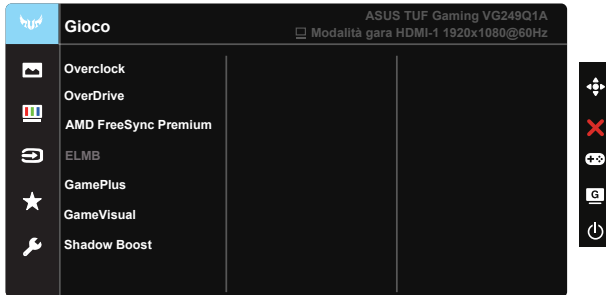 Gioco
ASUS TUF Gaming VG249Q1A
Modalità gara HDMI-1 1920x1080@60Hz
Overclock
OverDrive
AMD FreeSync Premium
ELMB
GamePlus
GameVisual
Shadow Boost
G